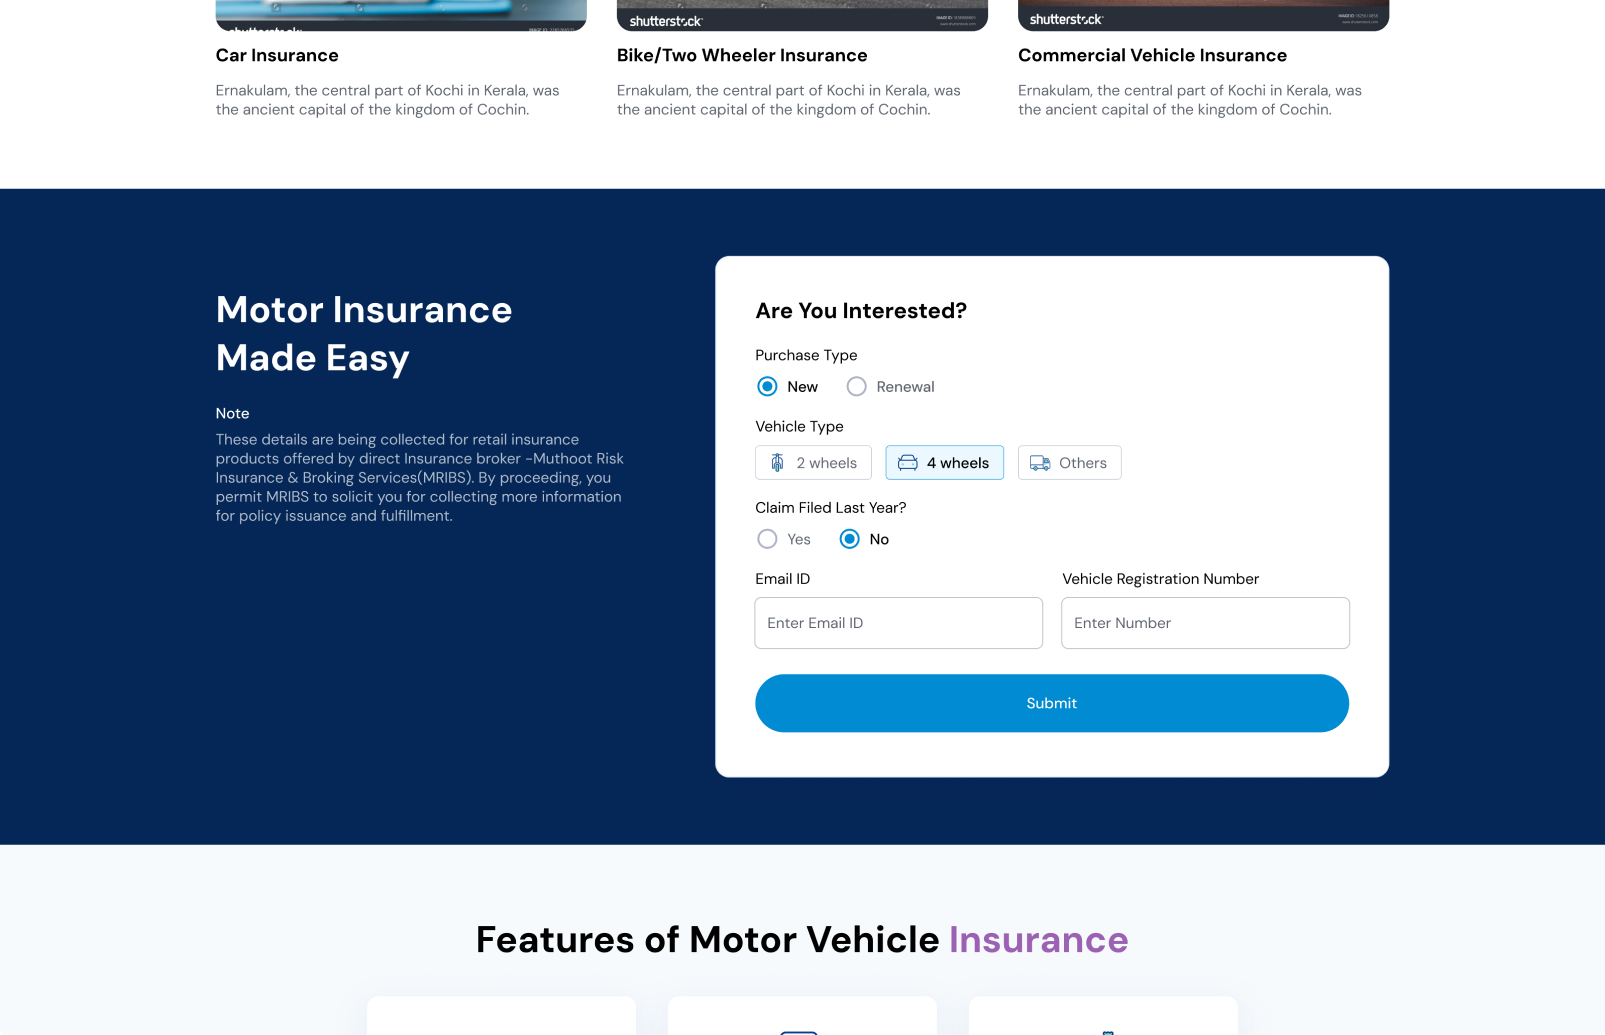 shutterstock
shutterstock
shutterstock
Car Insurance
Ernakulam, the central part of Kochi in Kerala, was
the ancient capital of the kingdom of Cochin.
Bike/Two Wheeler Insurance
Ernakulam, the central part of Kochi in Kerala, was
the ancient capital of the kingdom of Cochin.
Commercial Vehicle Insurance
Ernakulam, the central part of Kochi in Kerala, was
the ancient capital of the kingdom of Cochin.
Motor Insurance
Made Easy
Note
These details are being collected for retail insurance
products offered by direct Insurance broker -Muthoot Risk
Insurance & Broking Services(MRIBS). By proceeding, you
permit MRIBS to solicit you for collecting more information
for policy issuance and fulfillment.
Are You Interested?
Purchase Type
New Renewal
Vehicle Type
2 wheels 4 wheels Others
Claim Filed Last Year?
Yes No
Email ID Vehicle Registration Number
Enter Email ID Enter Number
Submit
Features of Motor Vehicle Insurance